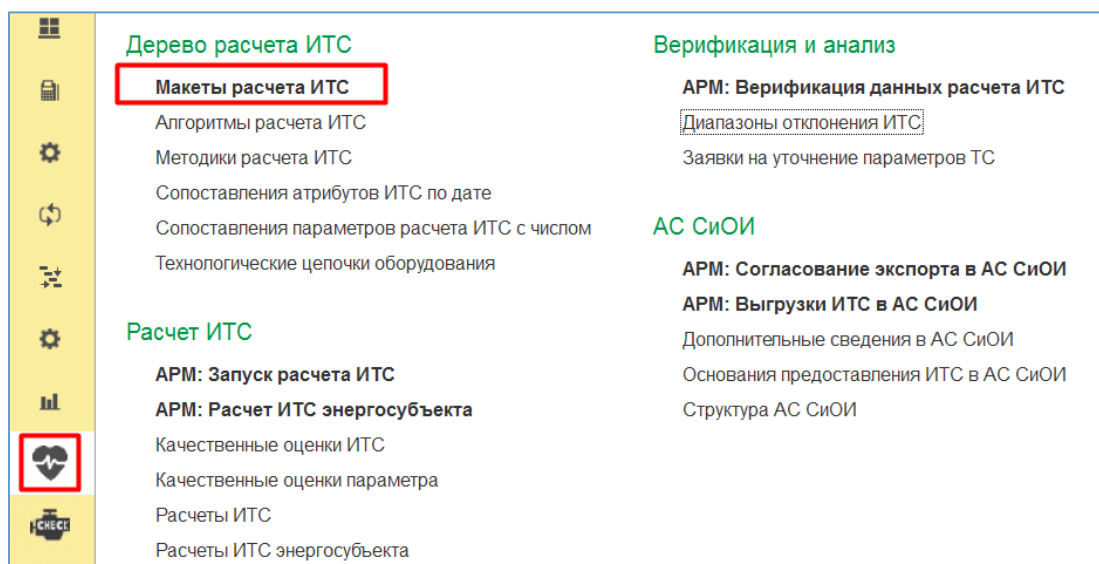 Дерево расчета ИТС
Макеты расчета ИТС
Алгоритмы расчета ИТС
Методики расчета ИТС
Сопоставления атрибутов ИТС по дате
Сопоставления параметров расчета ИТС с числом
Технологические цепочки оборудования
Расчет ИТС
АРМ: Запуск расчета ИТС
АРМ: Расчет ИТС энергосубъекта
Качественные оценки ИТС
Качественные оценки параметра
Расчеты ИТС
Расчеты ИТС энергосубъекта
Верификация и анализ
АРМ: Верификация данных расчета ИТС
Диапазоны отклонения ИТС
Заявки на уточнение параметров ТС
АС СиОИ
АРМ: Согласование экспорта в АС СиОИ
АРМ: Выгрузки ИТС в АС СиОИ
Дополнительные сведения в АС СиОИ
Основания предоставления ИТС в АС СиОИ
Структура АС СиОИ
CHECK